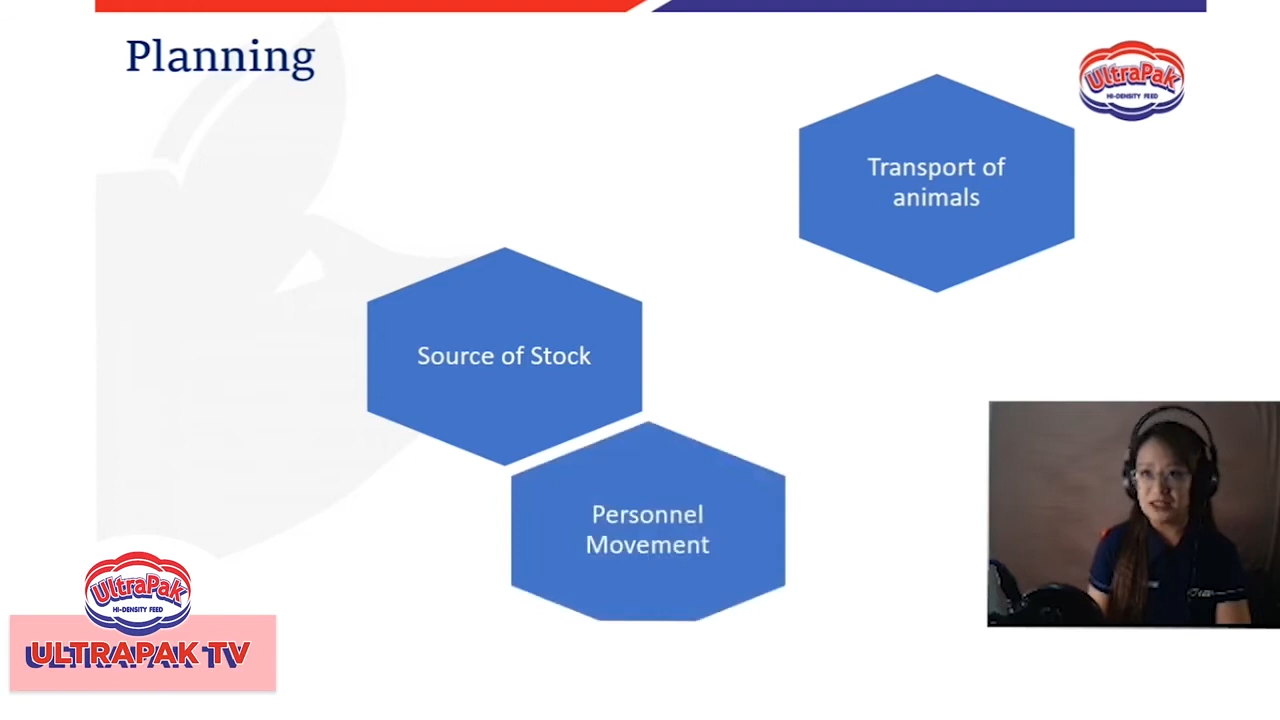 Planning
UltraPak
HI-DENSITY FEED
Transport of
animals
Source of Stock
Personnel
Movement
UltraPak
HI-DENSITY FEED
ULTRAPAK TV